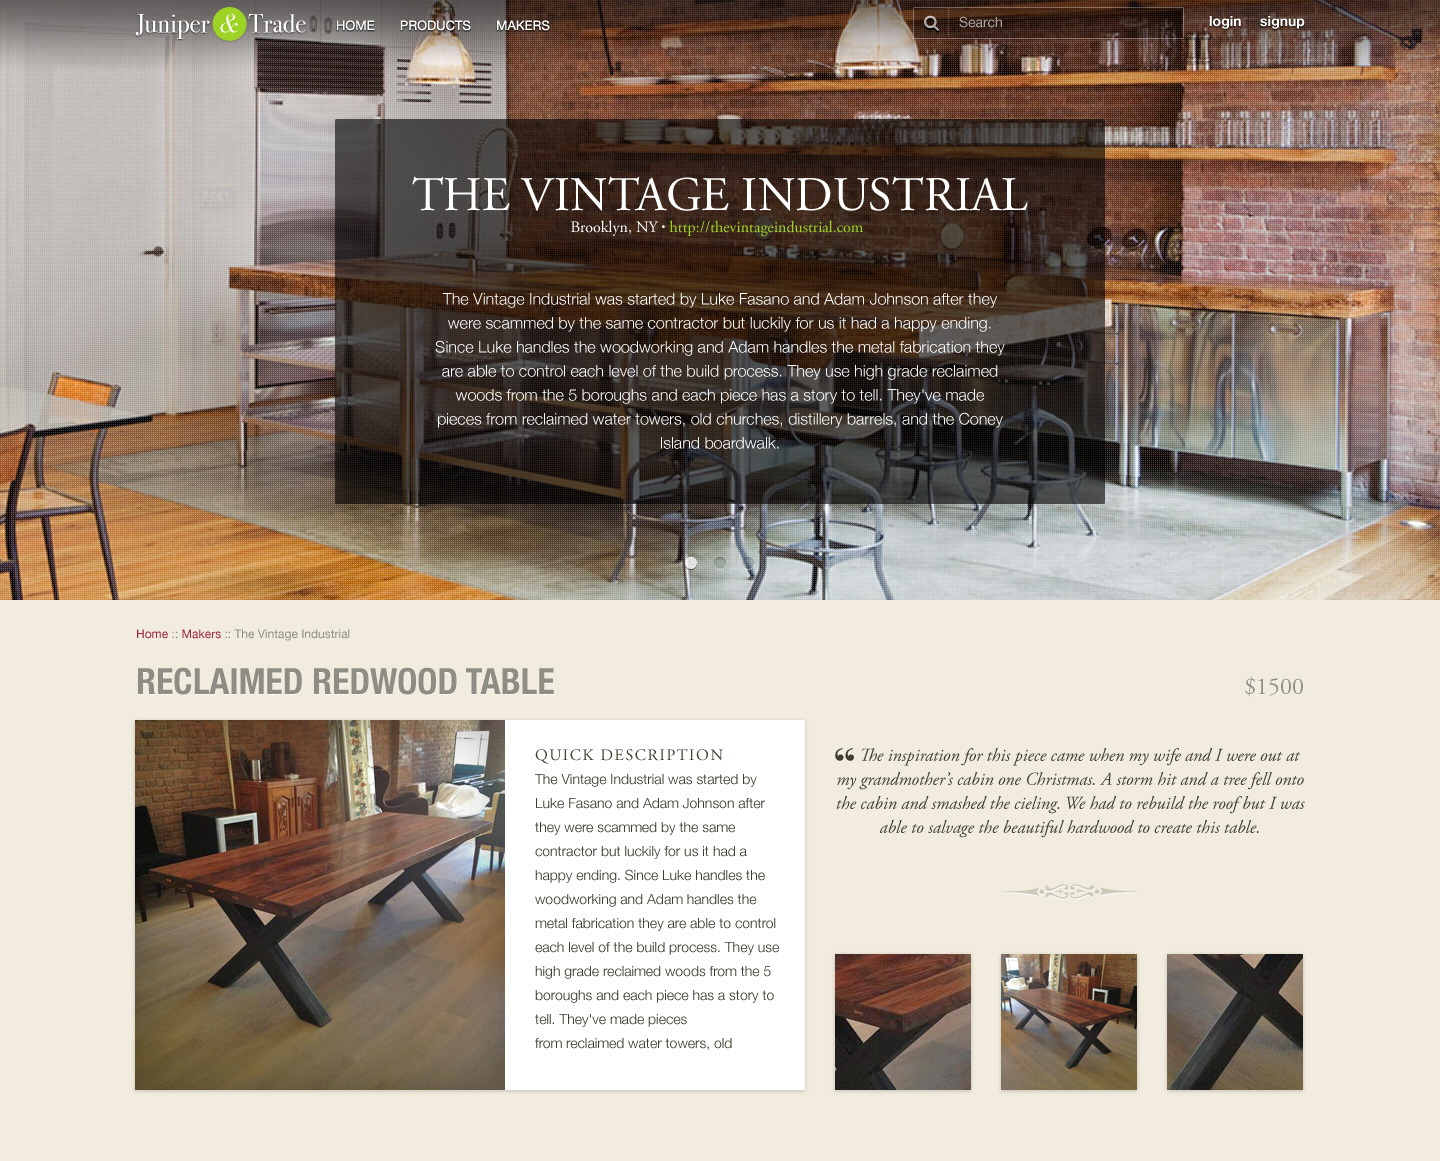 Juniper & Trade HOME PRODUCTS MAKERS Search login signup
THE VINTAGE INDUSTRIAL
Brooklyn, NY • http://thevintageindustrial.com
The Vintage Industrial was started by Luke Fasano and Adam Johnson after they
were scammed by the same contractor but luckily for us it had a happy ending.
Since Luke handles the woodworking and Adam handles the metal fabrication they
are able to control each level of the build process. They use high grade reclaimed
woods from the 5 boroughs and each piece has a story to tell. They've made
pieces from reclaimed water towers, old churches, distillery barrels, and the Coney
Island boardwalk.
Home :: Makers :: The Vintage Industrial
RECLAIMED REDWOOD TABLE
$1500
QUICK DESCRIPTION
The Vintage Industrial was started by
Luke Fasano and Adam Johnson after
they were scammed by the same
contractor but luckily for us it had a
happy ending. Since Luke handles the
woodworking and Adam handles the
metal fabrication they are able to control
each level of the build process. They use
high grade reclaimed woods from the 5
boroughs and each piece has a story to
tell. They've made pieces
from reclaimed water towers, old
“ The inspiration for this piece came when my wife and I were out at
my grandmother's cabin one Christmas. A storm hit and a tree fell onto
the cabin and smashed the cieling. We had to rebuild the roof but I was
able to salvage the beautiful hardwood to create this table.